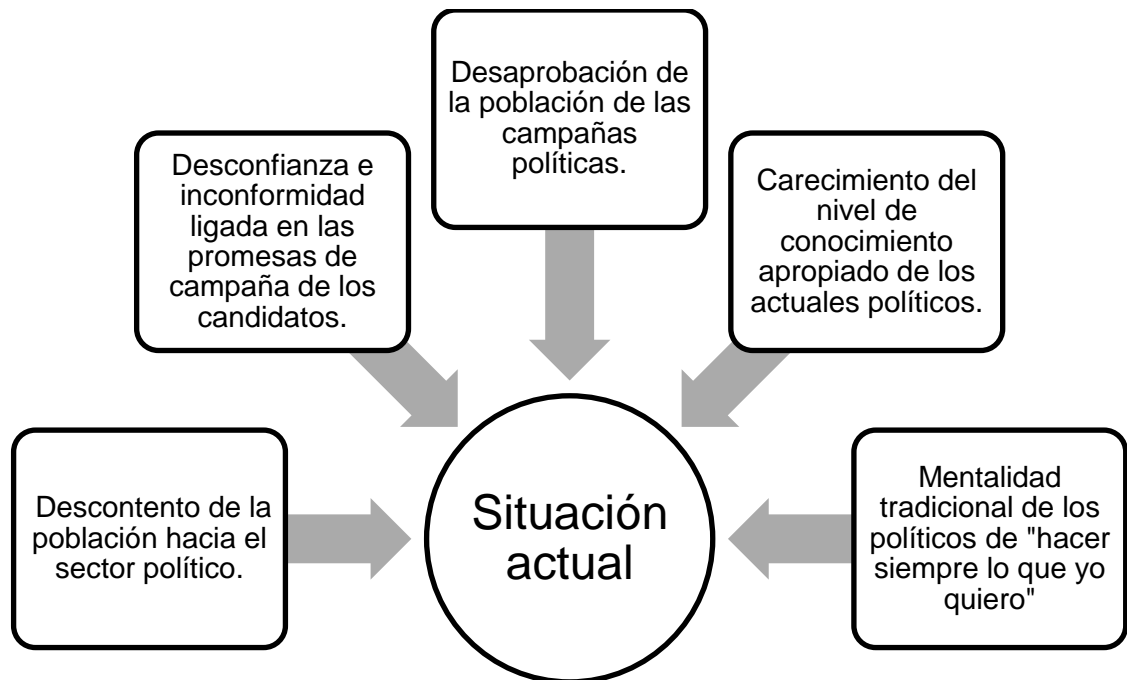 Desaprobación de
la población de las
campañas
políticas.
Desconfianza e
inconformidad
ligada en las
promesas de
campaña de los
candidatos.
Carecimiento del
nivel de
conocimiento
apropiado de los
actuales políticos.
Descontento de la
población hacia el
sector político.
Situación
actual
Mentalidad
tradicional de los
políticos de "hacer
siempre lo que yo
quiero"